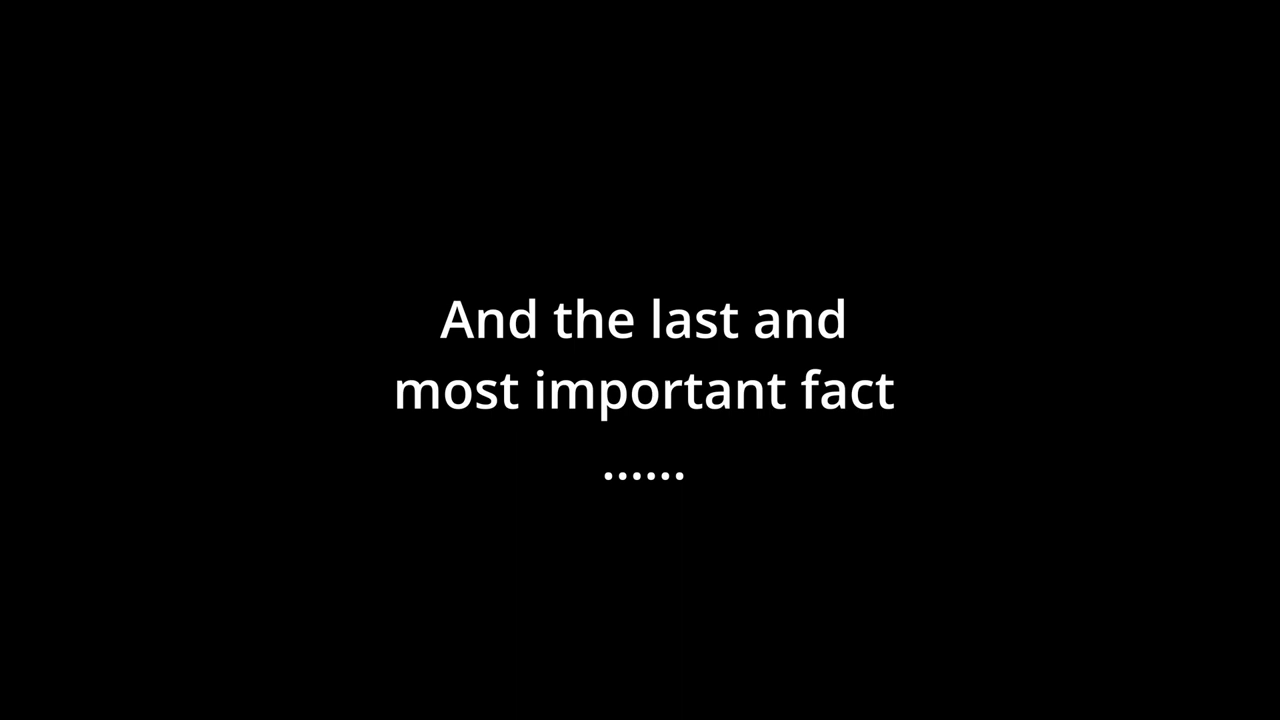 And the last and
most important fact
......